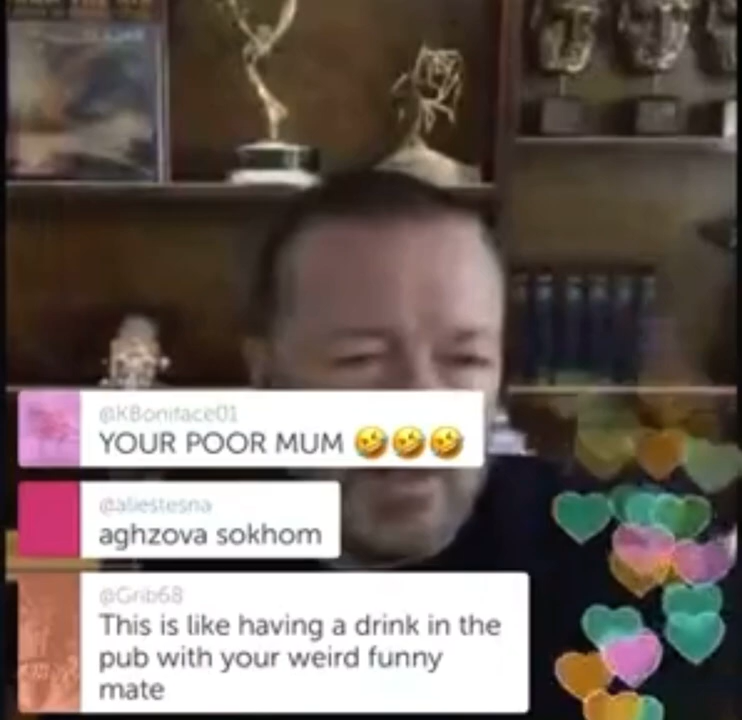 @KBoniface01
YOUR POOR MUM 🤣🤣🤣
@aliestesna
aghzova sokhom
@Grib68
This is like having a drink in the
pub with your weird funny
mate